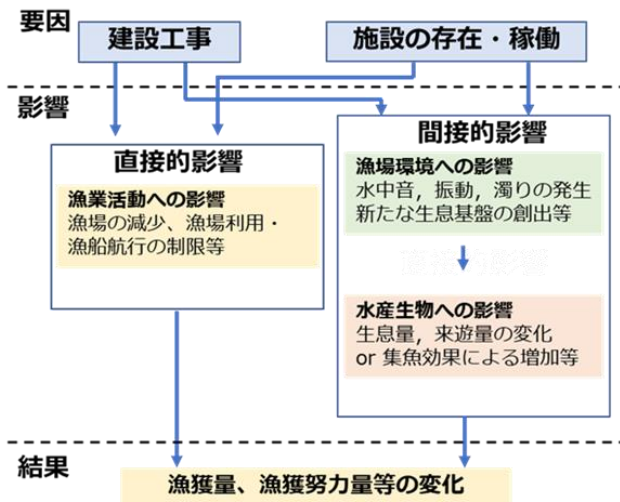 要因
建設工事
施設の存在・稼働
影響
直接的影響
漁業活動への影響
漁場の減少、漁場利用・
漁船航行の制限等
間接的影響
漁場環境への影響
水中音，振動，濁りの発生
新たな生息基盤の創出等
直接的影響
水産生物への影響
生息量，来遊量の変化
or 集魚効果による増加等
結果
漁獲量、漁獲努力量等の変化